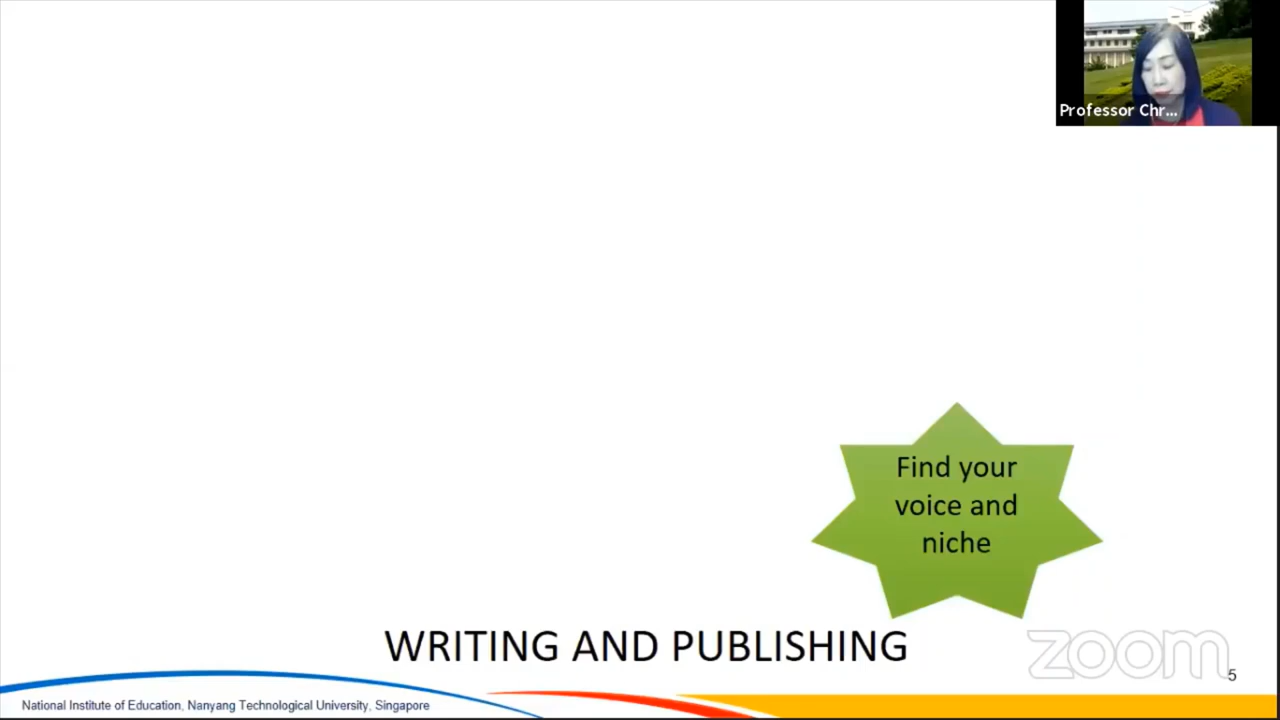 Professor Chr...
Find your
voice and
niche
WRITING AND PUBLISHING
zoom
5
National Institute of Education, Nanyang Technological University, Singapore